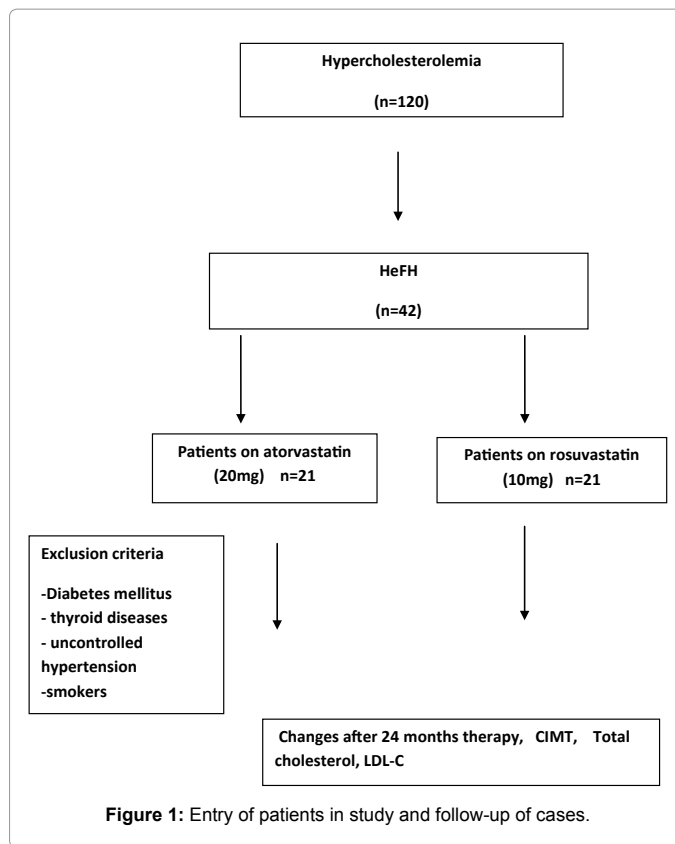 Hypercholesterolemia
(n=120)
HeFH
(n=42)
Patients on atorvastatin
(20mg) n=21
Patients on rosuvastatin
(10mg) n=21
Exclusion criteria
-Diabetes mellitus
- thyroid diseases
- uncontrolled
hypertension
-smokers
Changes after 24 months therapy, CIMT, Total
cholesterol, LDL-C
Figure 1: Entry of patients in study and follow-up of cases.